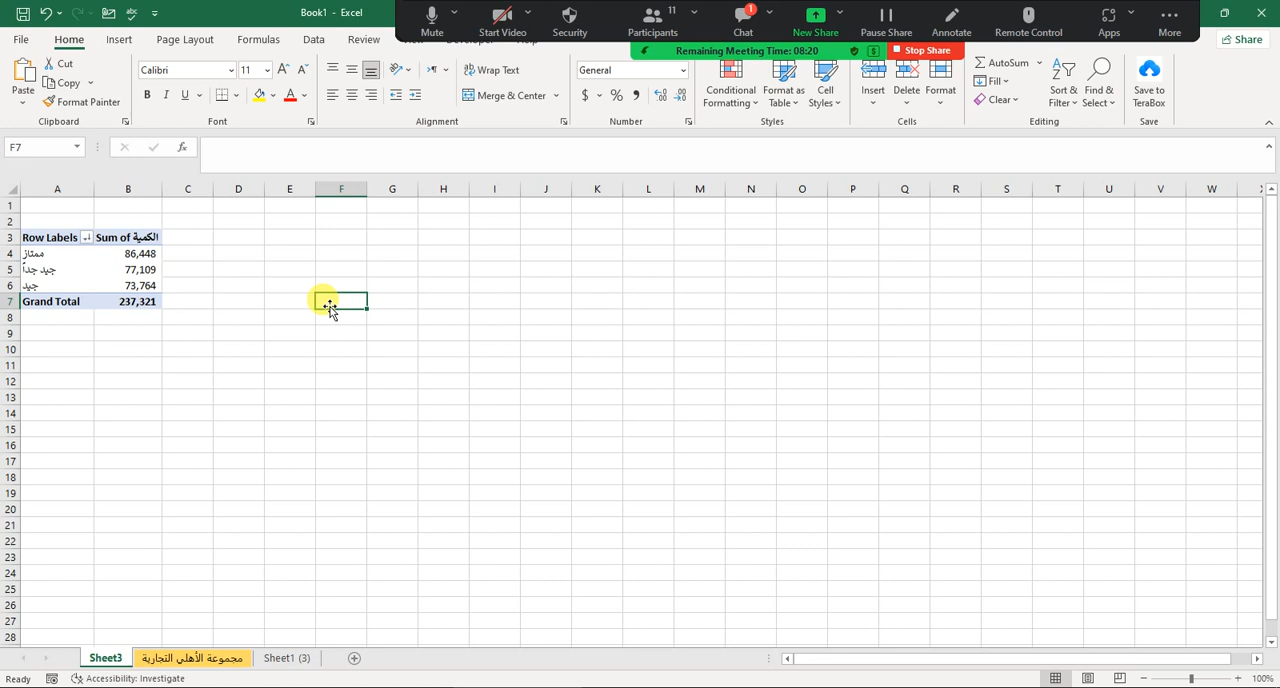 Book1 - Excel
Mute
Start Video
Security
Participants
11
Chat
1
New Share
Pause Share
Annotate
Remote Control
Apps
More
Remaining Meeting Time: 08:20
Stop Share
File
Home
Insert
Page Layout
Formulas
Data
Review
Share
Paste
Cut
Copy
Format Painter
Clipboard
Calibri
11
B I U
Font
Wrap Text
Merge & Center
Alignment
General
$ % 9
Number
Conditional Formatting
Format as Table
Cell Styles
Styles
Insert
Delete
Format
Cells
AutoSum
Fill
Clear
Sort & Filter
Find & Select
Editing
Save to TeraBox
Save
F7
fx
A B C D E F G H I J K L M N O P Q R S T U V W
1
2
3 Row Labels Sum of الكمية
4 ممتاز 86,448
5 جيد جداً 77,109
6 جيد 73,764
7 Grand Total 237,321
8
9
10
11
12
13
14
15
16
17
18
19
20
21
22
23
24
25
26
27
28
Sheet3
مجموعة الأهلي التجارية
Sheet1 (3)
Ready
Accessibility: Investigate
100%